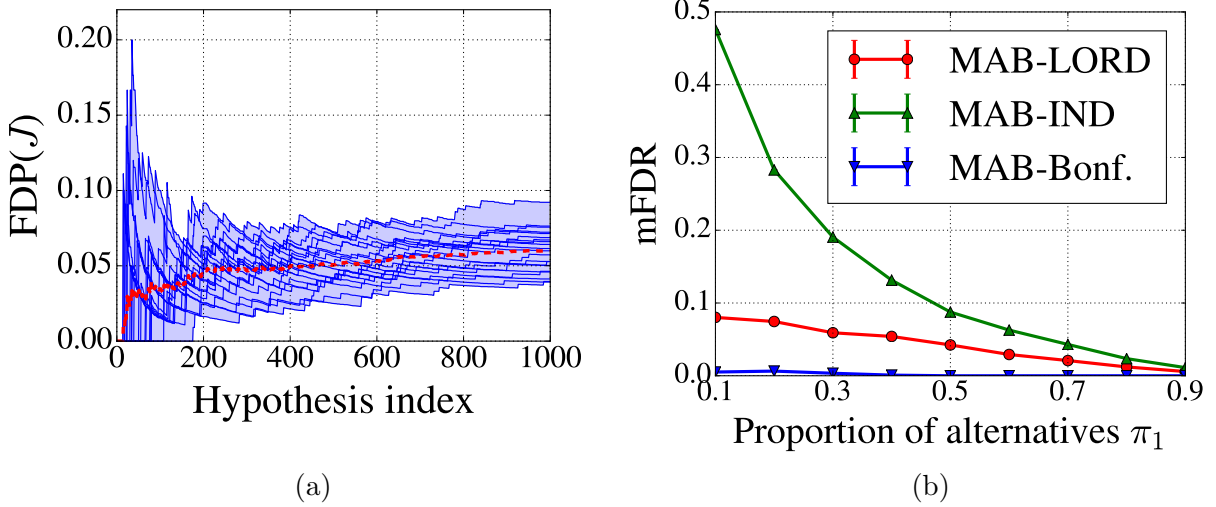 0.20
0.15
0.10
0.05
0.00
FDP(J)
0 200 400 600 800 1000
Hypothesis index
(a)
0.5
0.4
0.3
0.2
0.1
0.0
mFDR
MAB-LORD
MAB-IND
MAB-Bonf.
0.1 0.3 0.5 0.7 0.9
Proportion of alternatives π₁
(b)